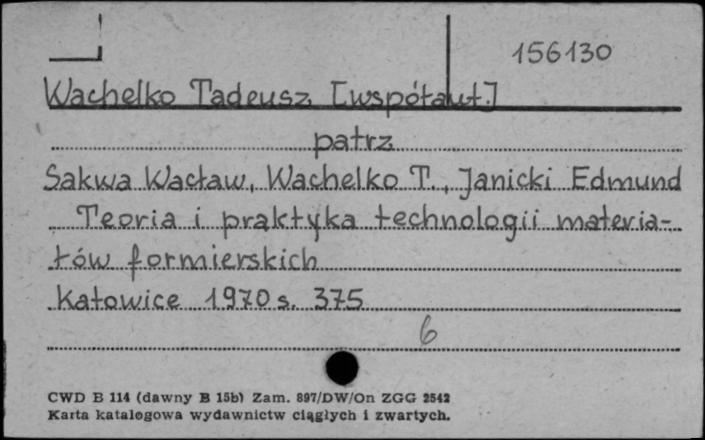 156130
Wachelko Tadeusz [współaut.]
patrz
Sakwa Wacław, Wachelko T., Janicki Edmund
Teoria i praktyka technologii materia-
łów formierskich
Katowice 1970 s. 375
6
CWD B 114 (dawny B 15b) Zam. 897/DW/On ZGG 2542
Karta katalogowa wydawnictw ciągłych i zwartych.